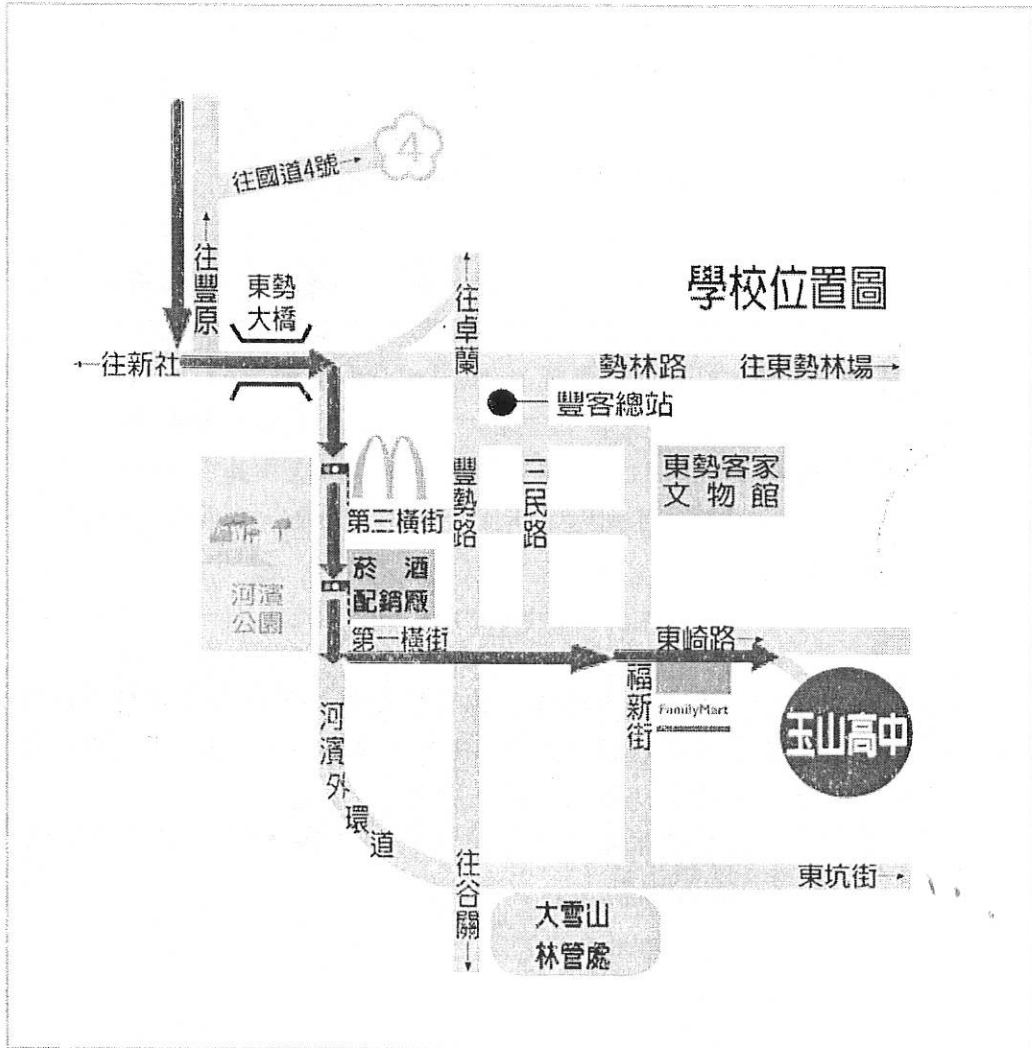 往國道4號
4
往豐原
東勢
大橋
往卓蘭
學校位置圖
往新社
勢林路
往東勢林場
豐客總站
豐勢路
三民路
東勢客家
文物館
第三橫街
菸酒
配銷廠
河濱
公園
第一橫街
東崎路
福新街
FamilyMart
玉山高中
河濱外環道
往谷關
東坑街
大雪山
林管處